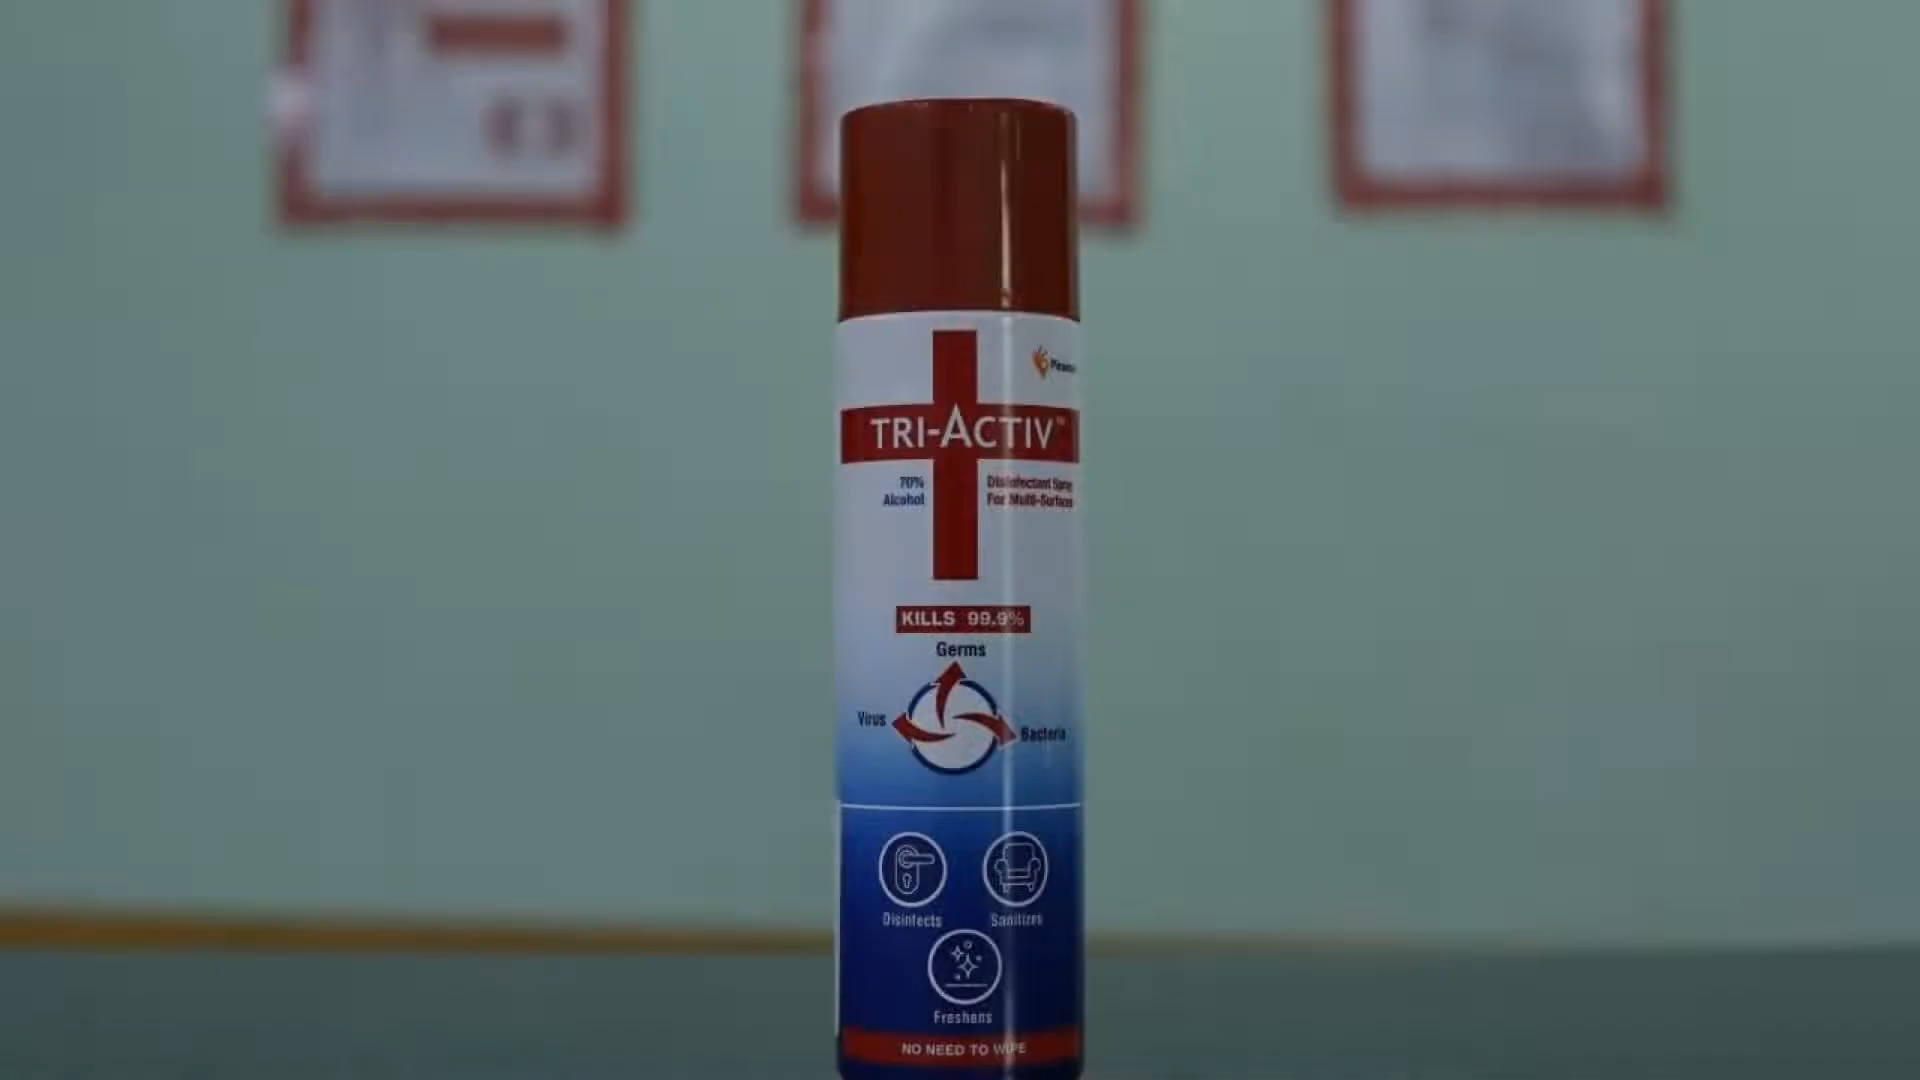 TRI-ACTIV™
70%
Alcohol
Disinfectant Spray
For Multi-Surface
KILLS 99.9%
Germs
Virus
Bacteria
Disinfects
Sanitizes
Freshens
NO NEED TO WIPE